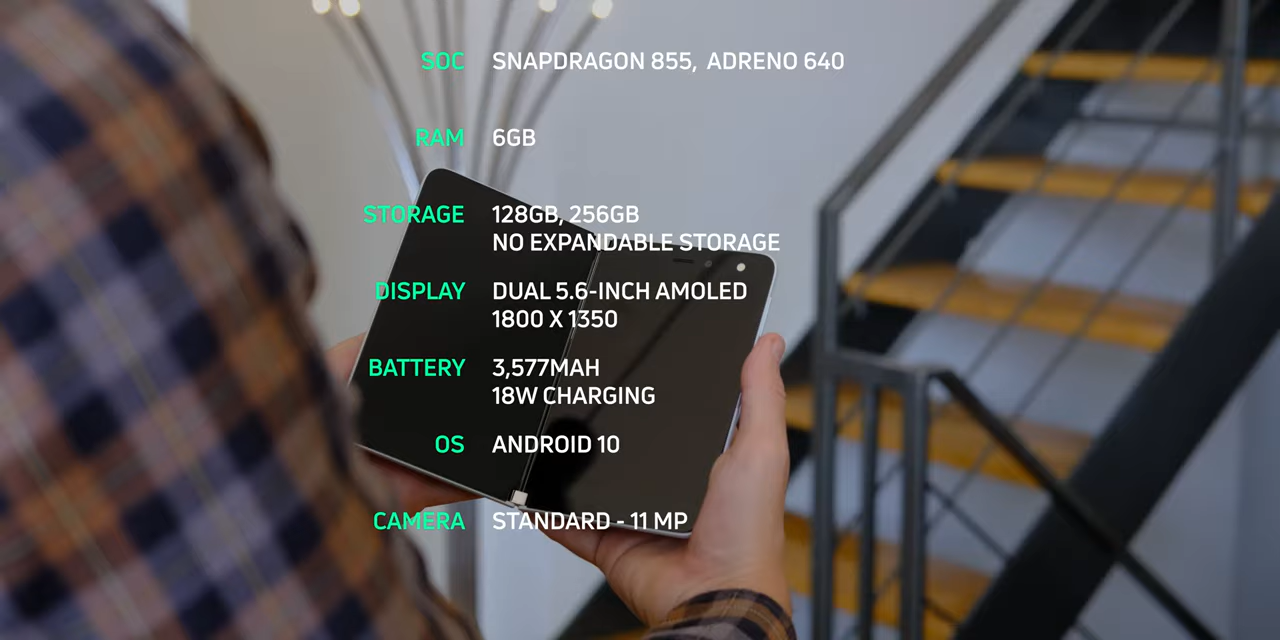 SOC SNAPDRAGON 855, ADRENO 640
RAM 6GB
STORAGE 128GB, 256GB
NO EXPANDABLE STORAGE
DISPLAY DUAL 5.6-INCH AMOLED
1800 X 1350
BATTERY 3,577MAH
18W CHARGING
OS ANDROID 10
CAMERA STANDARD - 11 MP